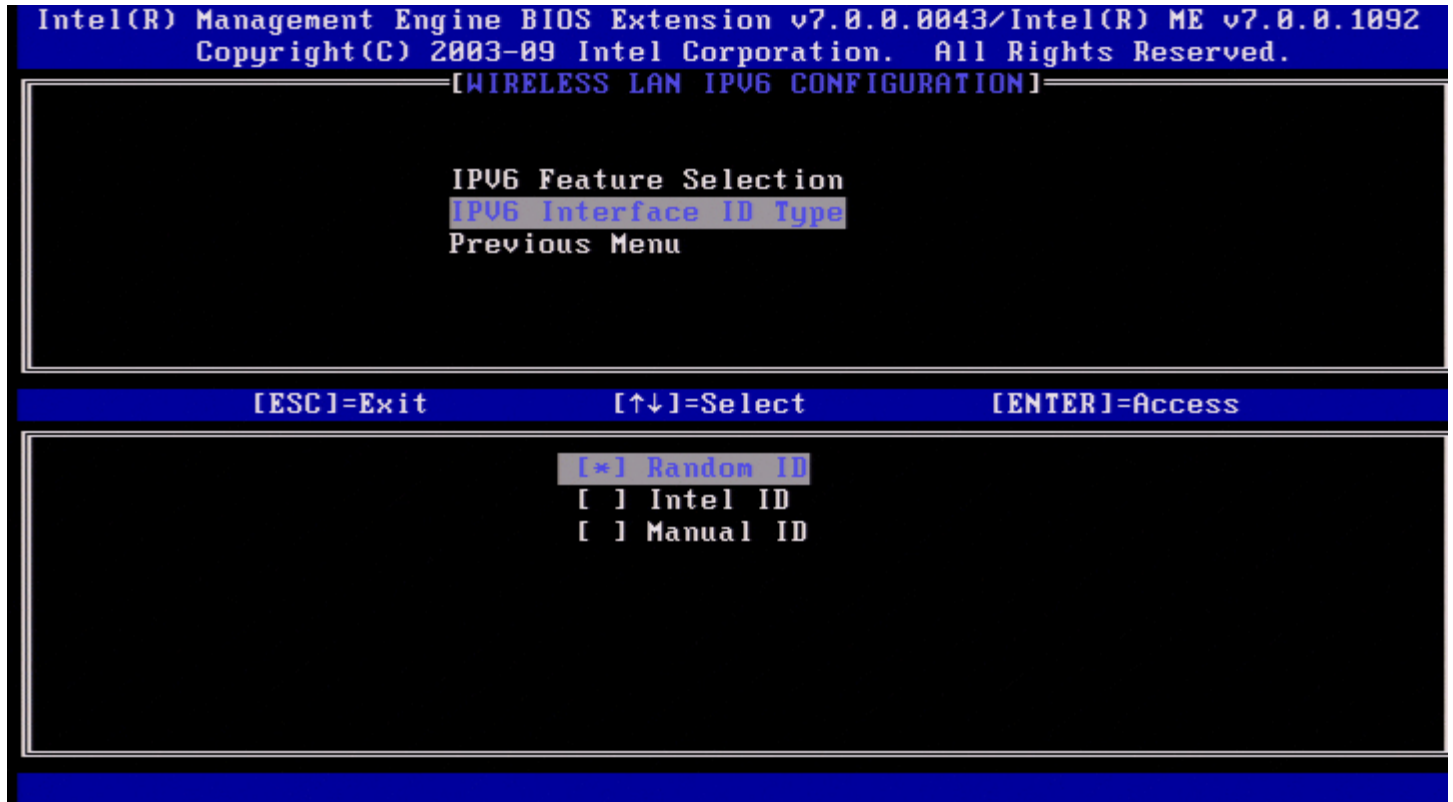 Intel(R) Management Engine BIOS Extension v7.0.0.0043/Intel(R) ME v7.0.0.1092
Copyright(C) 2003-09 Intel Corporation. All Rights Reserved.
[WIRELESS LAN IPV6 CONFIGURATION]
IPV6 Feature Selection
IPV6 Interface ID Type
Previous Menu
[ESC]=Exit [↑↓]=Select [ENTER]=Access
[*] Random ID
[ ] Intel ID
[ ] Manual ID